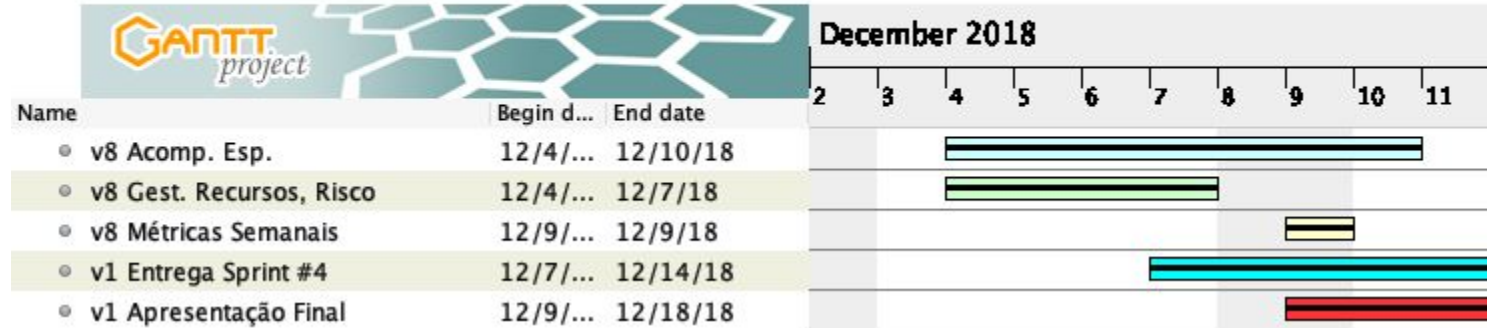 GANTT
project
December 2018
2 3 4 5 6 7 8 9 10 11
Name Begin d... End date
v8 Acomp. Esp. 12/4/... 12/10/18
v8 Gest. Recursos, Risco 12/4/... 12/7/18
v8 Métricas Semanais 12/9/... 12/9/18
v1 Entrega Sprint #4 12/7/... 12/14/18
v1 Apresentação Final 12/9/... 12/18/18